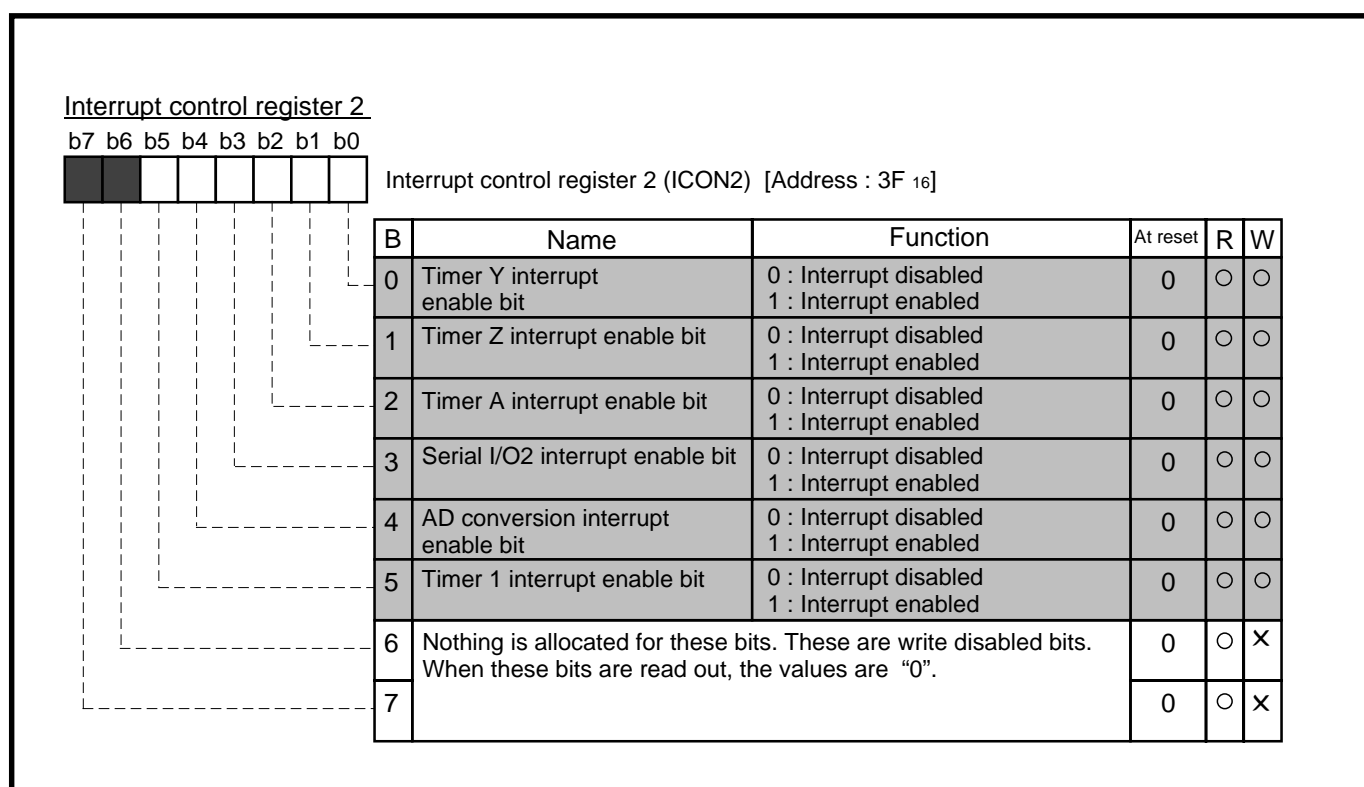 Interrupt control register 2
b7 b6 b5 b4 b3 b2 b1 b0
Interrupt control register 2 (ICON2) [Address : 3F 16]
B Name Function At reset R W
0 Timer Y interrupt enable bit 0 : Interrupt disabled 0 ○ ○
1 : Interrupt enabled
1 Timer Z interrupt enable bit 0 : Interrupt disabled 0 ○ ○
1 : Interrupt enabled
2 Timer A interrupt enable bit 0 : Interrupt disabled 0 ○ ○
1 : Interrupt enabled
3 Serial I/O2 interrupt enable bit 0 : Interrupt disabled 0 ○ ○
1 : Interrupt enabled
4 AD conversion interrupt enable bit 0 : Interrupt disabled 0 ○ ○
1 : Interrupt enabled
5 Timer 1 interrupt enable bit 0 : Interrupt disabled 0 ○ ○
1 : Interrupt enabled
6 Nothing is allocated for these bits. These are write disabled bits. 0 ○ ×
When these bits are read out, the values are “0”.
7 0 ○ ×